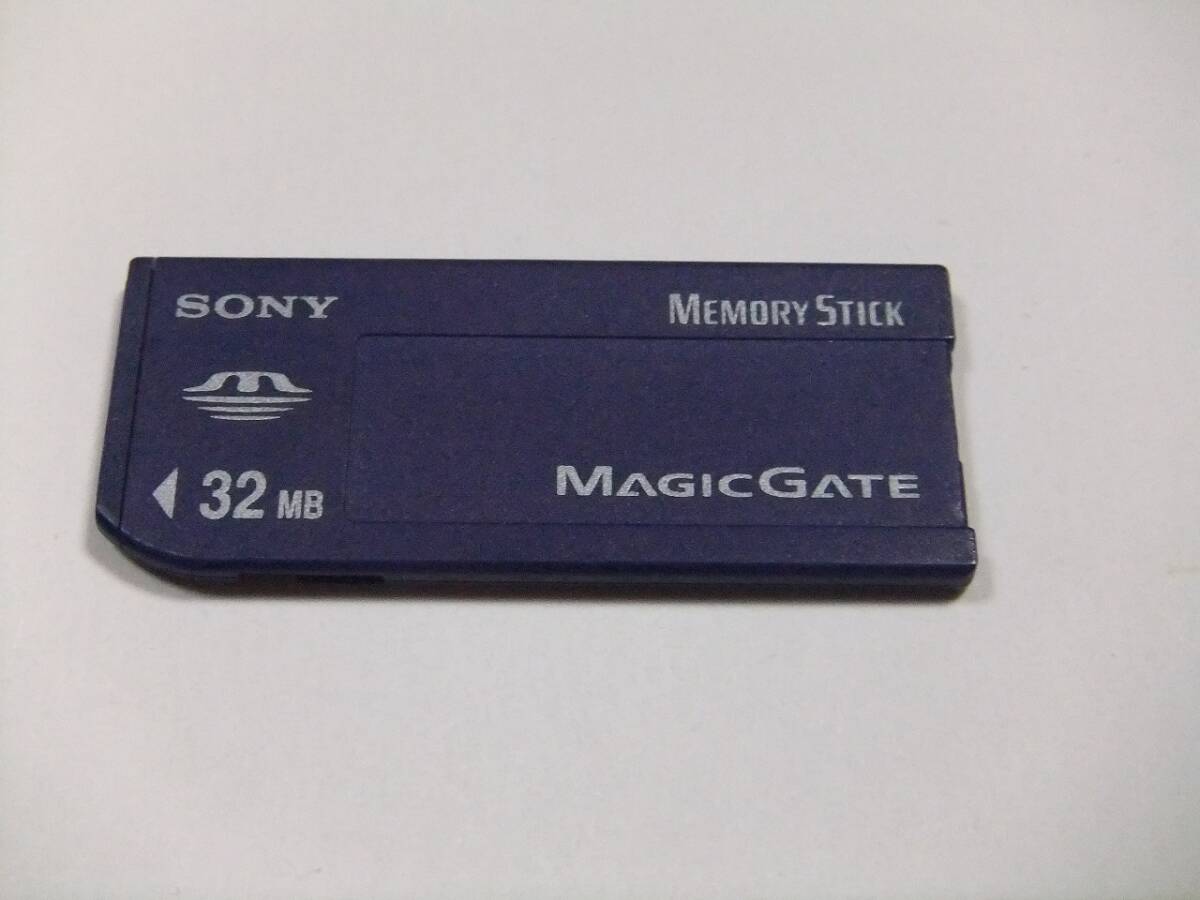 SONY
MEMORY STICK
32 MB
MAGICGATE